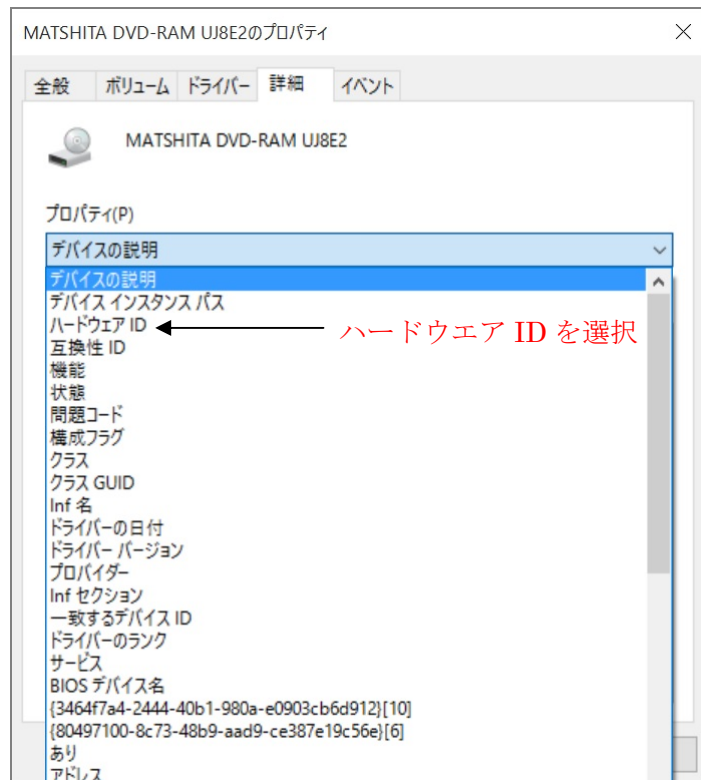 MATSHITA DVD-RAM UJ8E2のプロパティ
全般 ボリューム ドライバー 詳細 イベント
MATSHITA DVD-RAM UJ8E2
プロパティ(P)
デバイスの説明
デバイスの説明
デバイス インスタンス パス
ハードウェア ID
ハードウエア ID を選択
互換性 ID
機能
状態
問題コード
構成フラグ
クラス
クラス GUID
Inf 名
ドライバーの日付
ドライバー バージョン
プロバイダー
Inf セクション
一致するデバイス ID
ドライバーのランク
サービス
BIOS デバイス名
{3464f7a4-2444-40b1-980a-e0903cb6d912}[10]
{80497100-8c73-48b9-aad9-ce387e19c56e}[6]
あり
アドレス